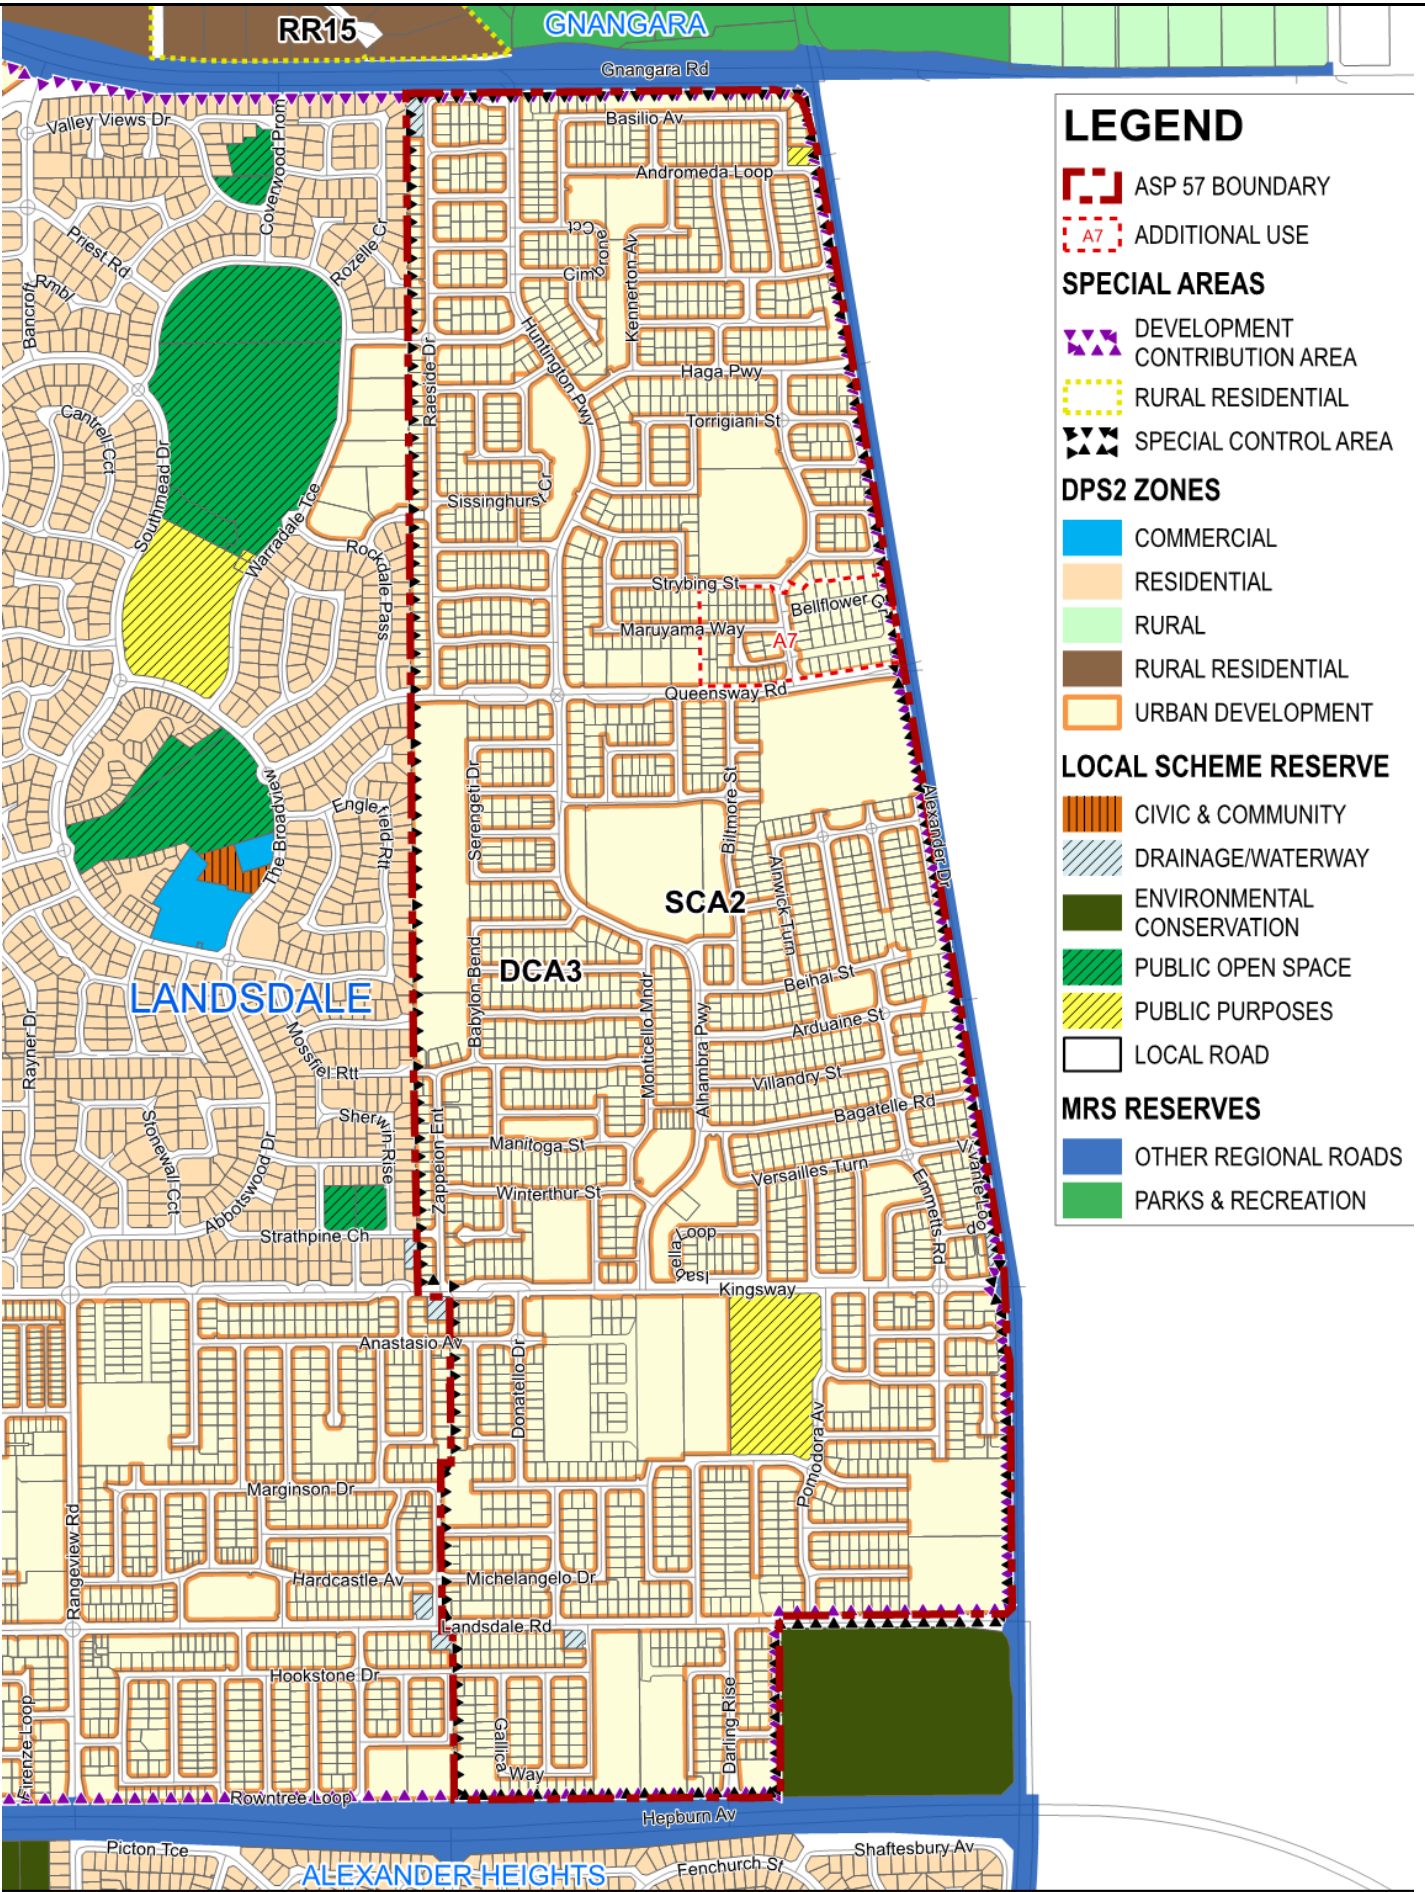 RR15
GNANGARA
Gnangara Rd
LEGEND
ASP 57 BOUNDARY
A7
ADDITIONAL USE
SPECIAL AREAS
DEVELOPMENT
CONTRIBUTION AREA
RURAL RESIDENTIAL
SPECIAL CONTROL AREA
DPS2 ZONES
COMMERCIAL
RESIDENTIAL
RURAL
RURAL RESIDENTIAL
URBAN DEVELOPMENT
LOCAL SCHEME RESERVE
CIVIC & COMMUNITY
DRAINAGE/WATERWAY
ENVIRONMENTAL
CONSERVATION
PUBLIC OPEN SPACE
PUBLIC PURPOSES
LOCAL ROAD
MRS RESERVES
OTHER REGIONAL ROADS
PARKS & RECREATION
Valley Views Dr
Coverwood Prom
Basilio Av
Andromeda Loop
Priest Rd
Rozelle Cr
Cimbrone Cct
Kennerton Av
Rmbl
Bancroft
Huntington Pwy
Raeside Dr
Haga Pwy
Torrigiani St
Cantrell Cct
Southmead Dr
Sissinghurst Cr
Warradale Tce
Rockdale Pass
Strybing St
Bellflower Gr
Maruyama Way
A7
Queensway Rd
Serengeti Dr
Biltmore St
The Broadview
Englefield Rtt
Alexander Dr
Alnwick Turn
SCA2
DCA3
LANDSDALE
Babylon Bend
Monticello Mndr
Beihai St
Alhambra Pwy
Arduaine St
Rayner Dr
Mossfiel Rtt
Villandry St
Bagatelle Rd
Sherwin Rise
Stonewall Cct
Zappeion Ent
Manitoga St
Versailles Turn
Vivante Loop
Abbotswood Dr
Winterthur St
Emmetts Rd
Strathpine Ch
Isabella Loop
Kingsway
Anastasio Av
Donatello Dr
Pomodora Av
Marginson Dr
Rangeview Rd
Hardcastle Av
Michelangelo Dr
Landsdale Rd
Hookstone Dr
Firenze Loop
Gallica Way
Darling Rise
Rowntree Loop
Hepburn Av
Picton Tce
ALEXANDER HEIGHTS
Fenchurch St
Shaftesbury Av